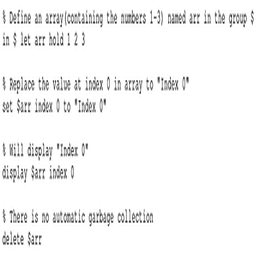 % Define an array(containing the numbers 1-3) named arr in the group $
in $ let arr hold 1 2 3
% Replace the value at index 0 in array to "Index 0"
set $arr index 0 to "Index 0"
% Will display "Index 0"
display $arr index 0
% There is no automatic garbage collection
delete $arr